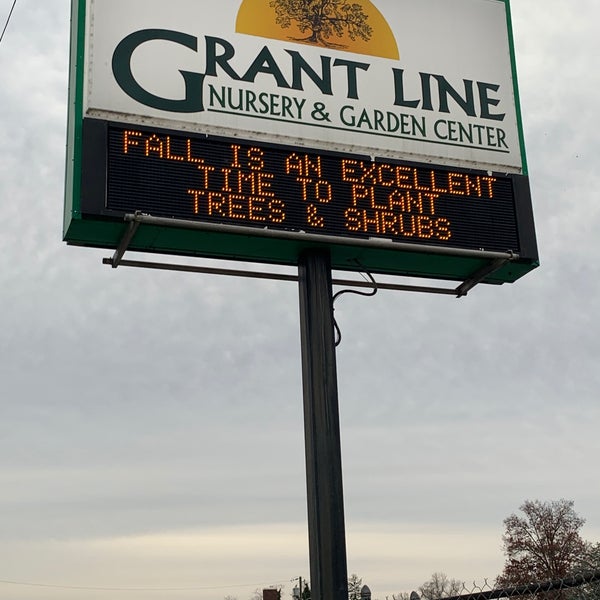 GRANT LINE
NURSERY & GARDEN CENTER
FALL IS AN EXCELLENT
TIME TO PLANT
TREES & SHRUBS